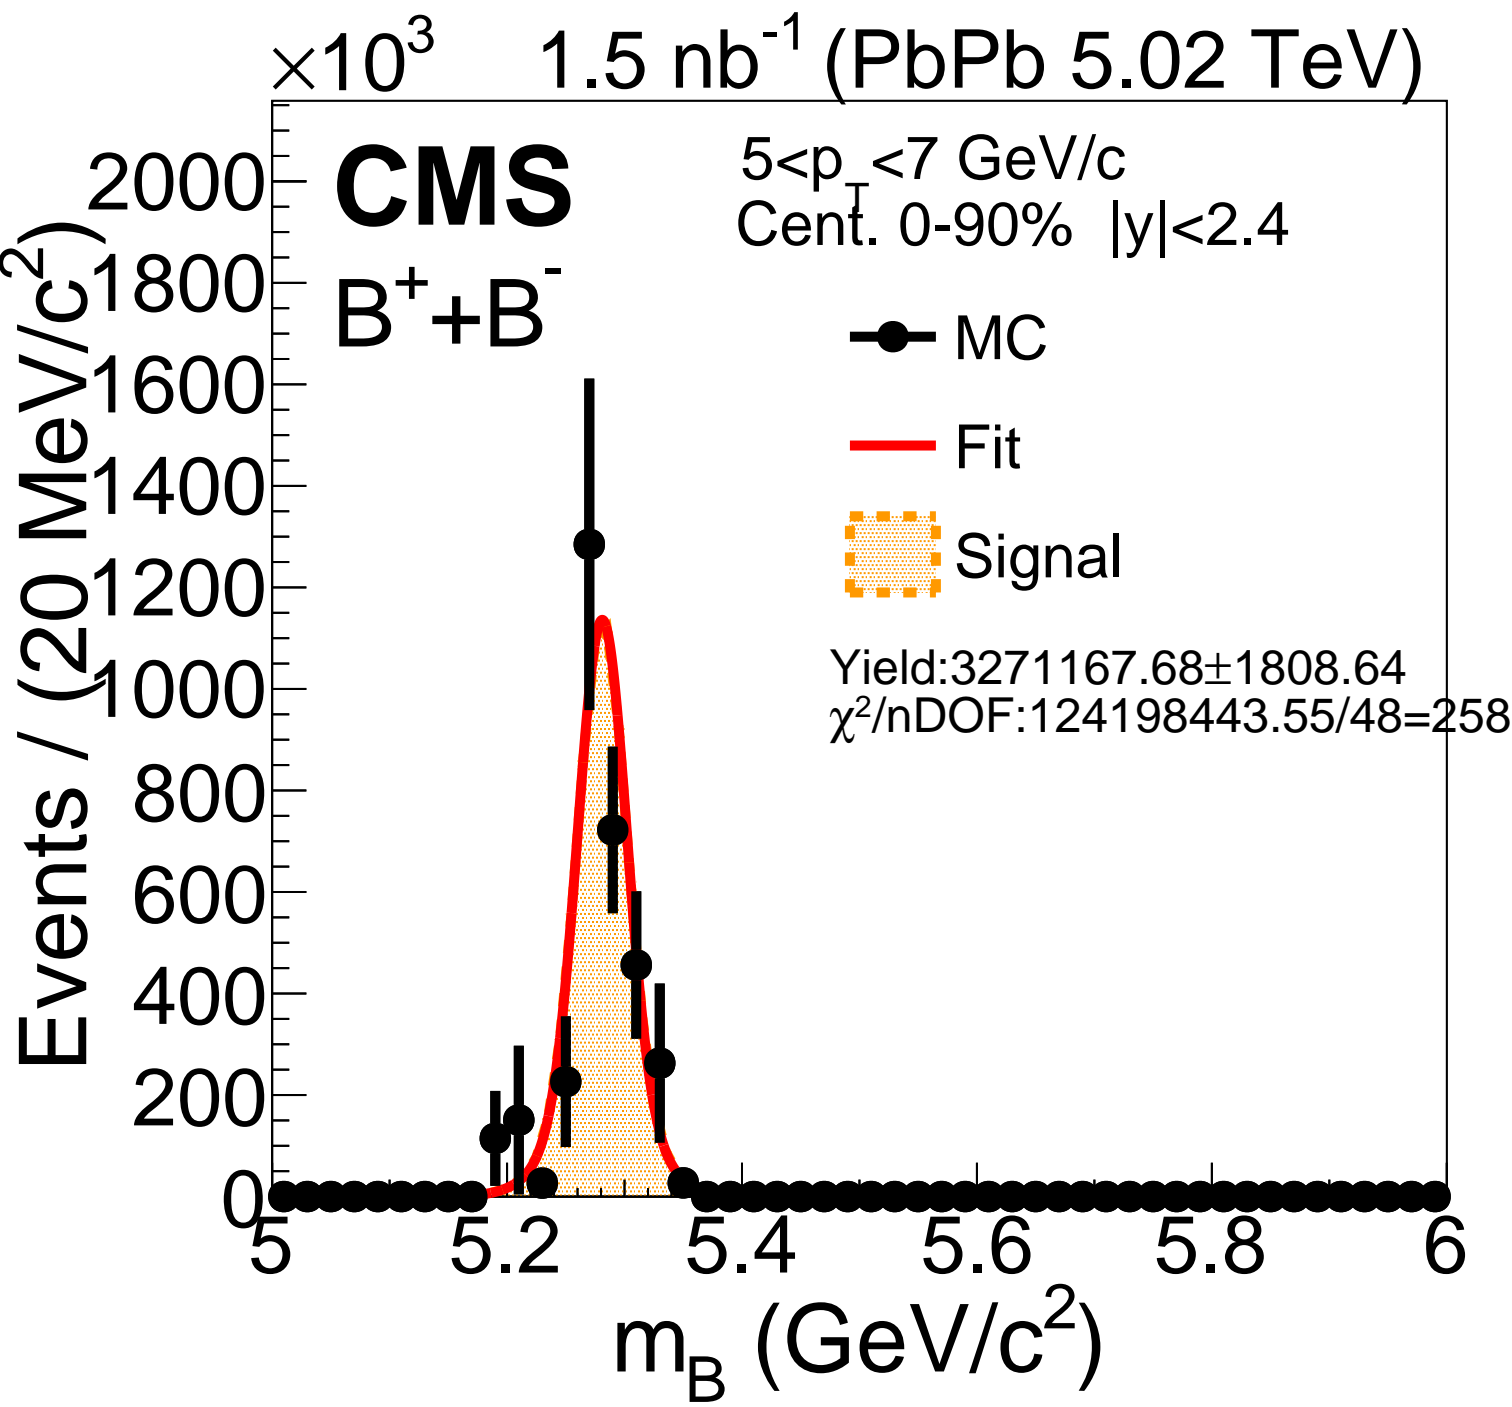 ×10³ 1.5 nb⁻¹ (PbPb 5.02 TeV)
CMS
B⁺+B⁻
5<p_T<7 GeV/c
Cent. 0-90% |y|<2.4
MC
Fit
Signal
Yield:3271167.68±1808.64
χ²/nDOF:124198443.55/48=258
Events / (20 MeV/c²)
2000
1800
1600
1400
1200
1000
800
600
400
200
0
5 5.2 5.4 5.6 5.8 6
m_B (GeV/c²)